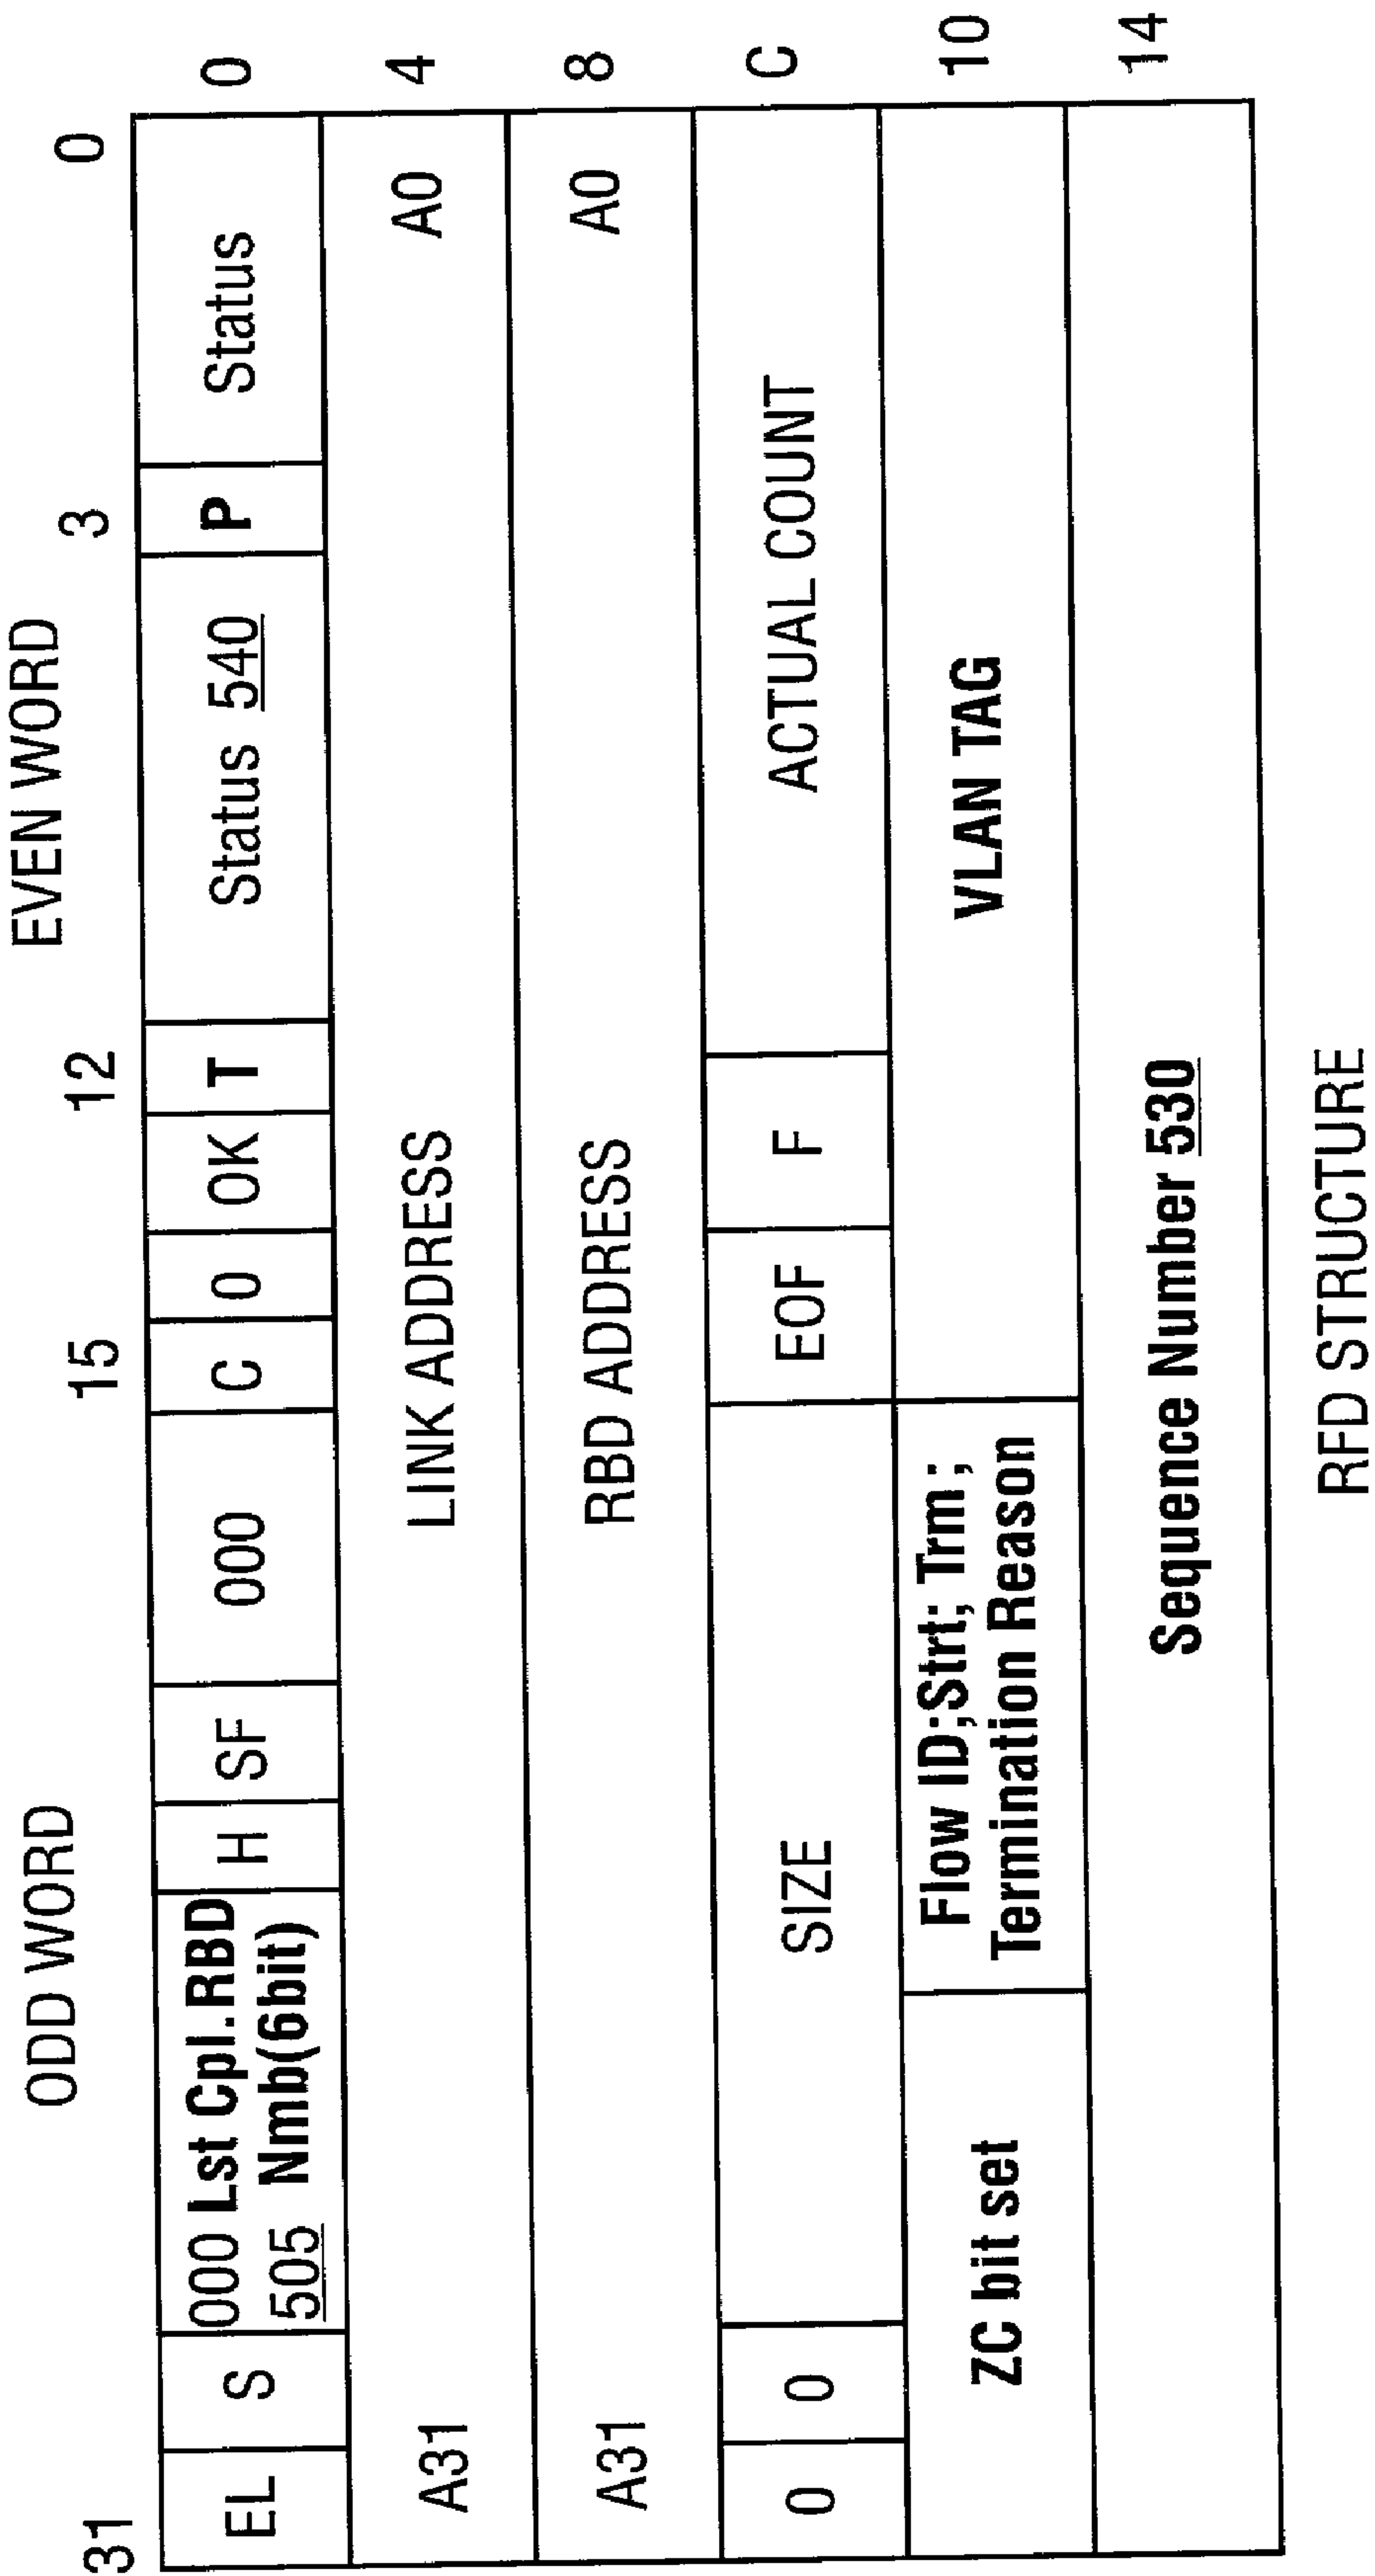 ODD WORD EVEN WORD
31 15 12 3 0
EL S 000 Lst Cpl.RBD H SF 000 C 0 OK T Status 540 P Status 0
505 Nmb(6bit)
A31 LINK ADDRESS A0 4
A31 RBD ADDRESS A0 8
0 0 SIZE EOF F ACTUAL COUNT C
ZC bit set Flow ID;Strt; Trm; VLAN TAG 10
Termination Reason
Sequence Number 530 14
RFD STRUCTURE